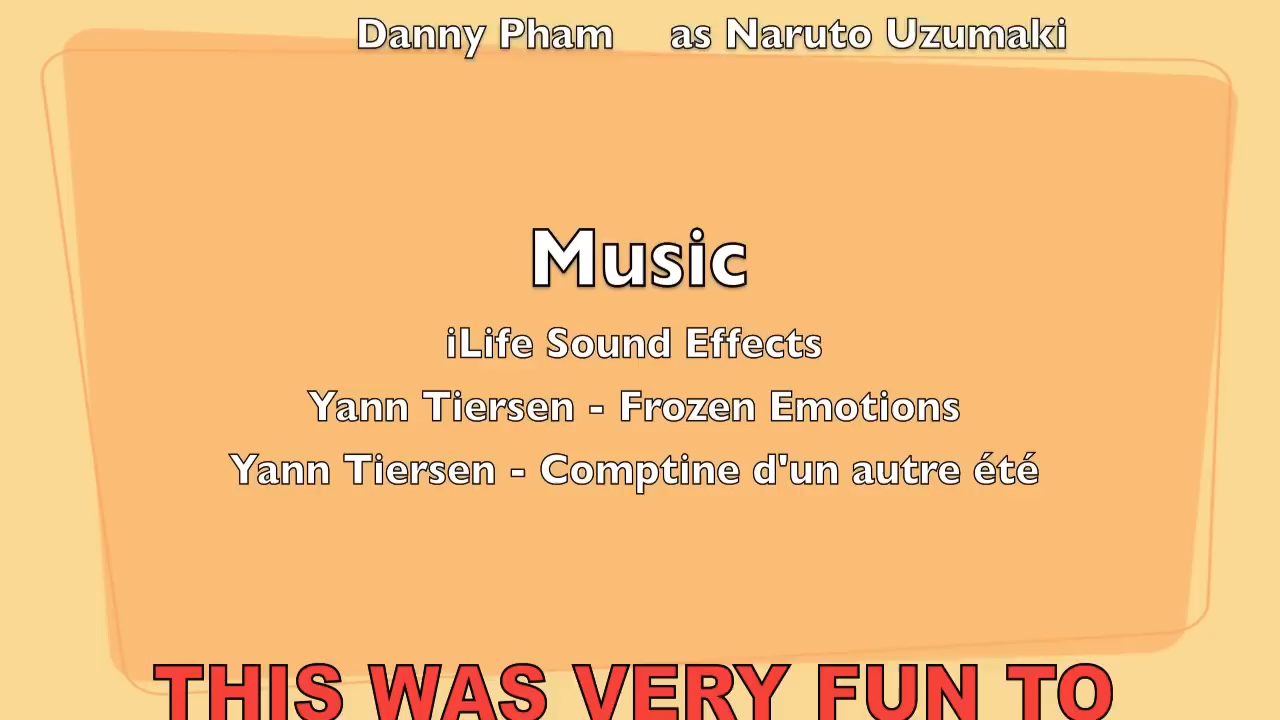 Danny Pham as Naruto Uzumaki
Music
iLife Sound Effects
Yann Tiersen - Frozen Emotions
Yann Tiersen - Comptine d'un autre été
THIS WAS VERY FUN TO